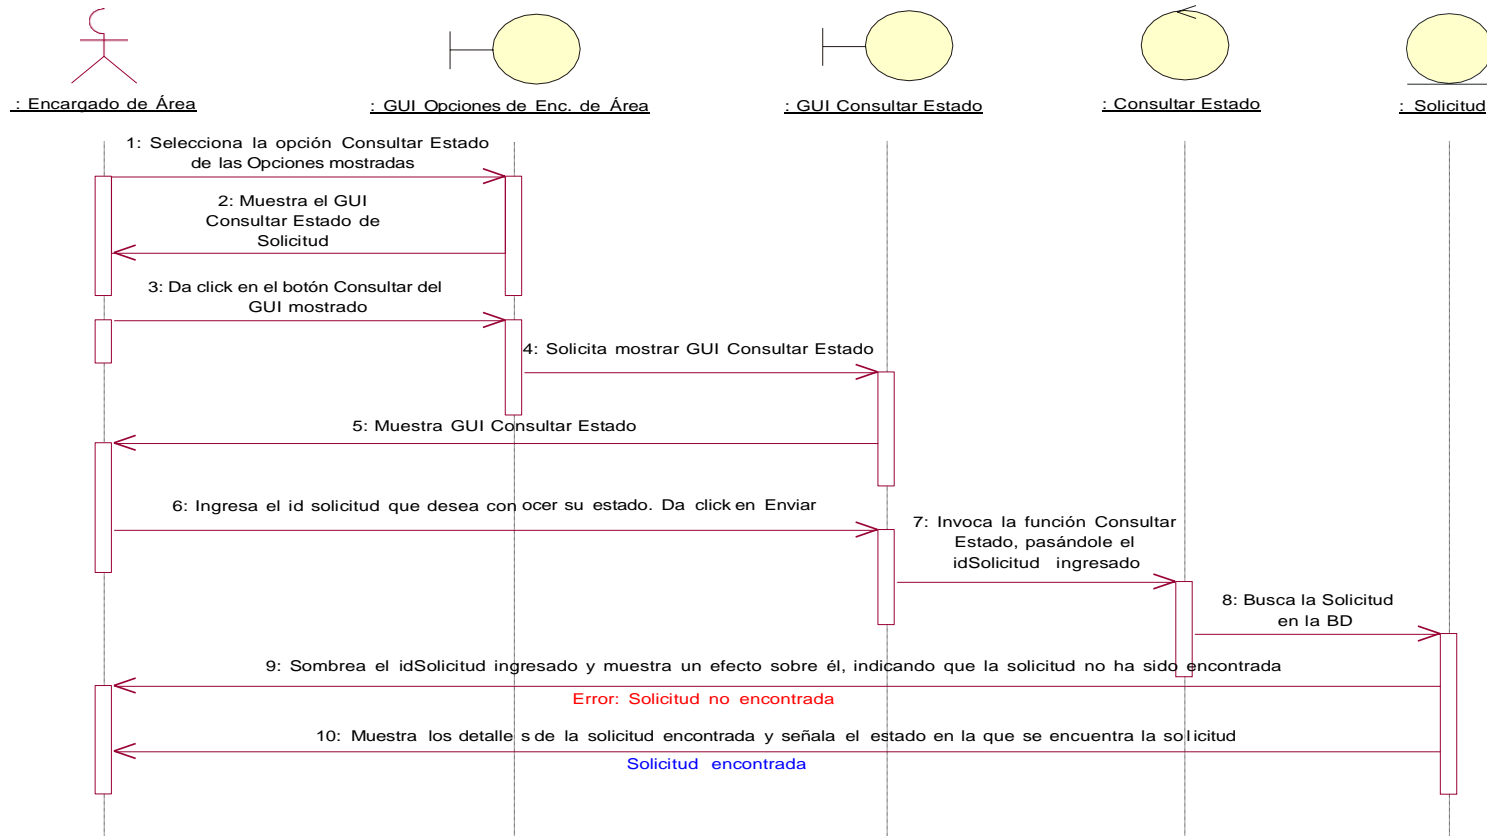 : Encargado de Área
: GUI Opciones de Enc. de Área
: GUI Consultar Estado
: Consultar Estado
: Solicitud
1: Selecciona la opción Consultar Estado
de las Opciones mostradas
2: Muestra el GUI
Consultar Estado de
Solicitud
3: Da click en el botón Consultar del
GUI mostrado
4: Solicita mostrar GUI Consultar Estado
5: Muestra GUI Consultar Estado
6: Ingresa el id solicitud que desea conocer su estado. Da click en Enviar
7: Invoca la función Consultar
Estado, pasándole el
idSolicitud ingresado
8: Busca la Solicitud
en la BD
9: Sombrea el idSolicitud ingresado y muestra un efecto sobre él, indicando que la solicitud no ha sido encontrada
Error: Solicitud no encontrada
10: Muestra los detalles de la solicitud encontrada y señala el estado en la que se encuentra la solicitud
Solicitud encontrada